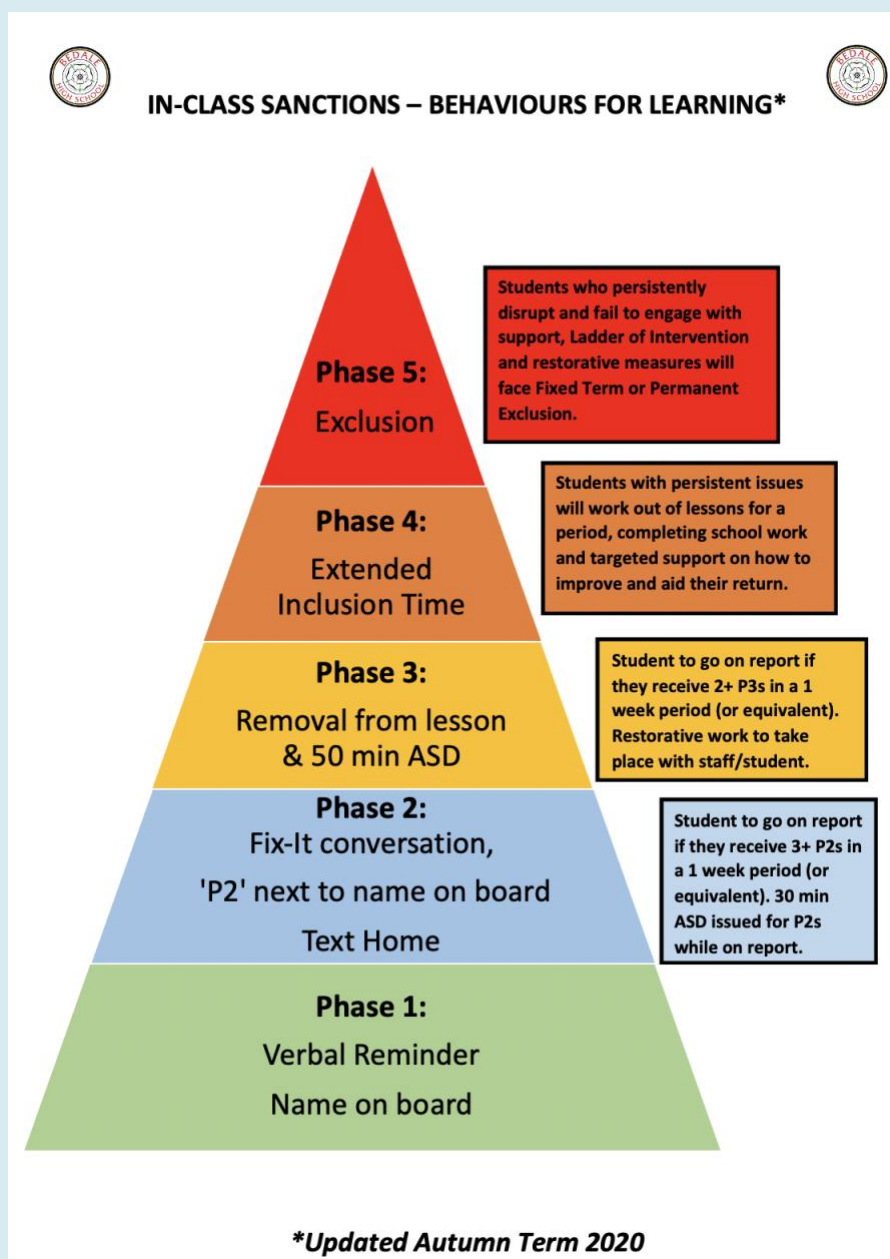 BEDALE
HIGH SCHOOL
BEDALE
HIGH SCHOOL
IN-CLASS SANCTIONS – BEHAVIOURS FOR LEARNING*
Phase 5:
Exclusion
Students who persistently
disrupt and fail to engage with
support, Ladder of Intervention
and restorative measures will
face Fixed Term or Permanent
Exclusion.
Phase 4:
Extended
Inclusion Time
Students with persistent issues
will work out of lessons for a
period, completing school work
and targeted support on how to
improve and aid their return.
Phase 3:
Removal from lesson
& 50 min ASD
Student to go on report if
they receive 2+ P3s in a 1
week period (or equivalent).
Restorative work to take
place with staff/student.
Phase 2:
Fix-It conversation,
'P2' next to name on board
Text Home
Student to go on report
if they receive 3+ P2s in
a 1 week period (or
equivalent). 30 min
ASD issued for P2s
while on report.
Phase 1:
Verbal Reminder
Name on board
*Updated Autumn Term 2020